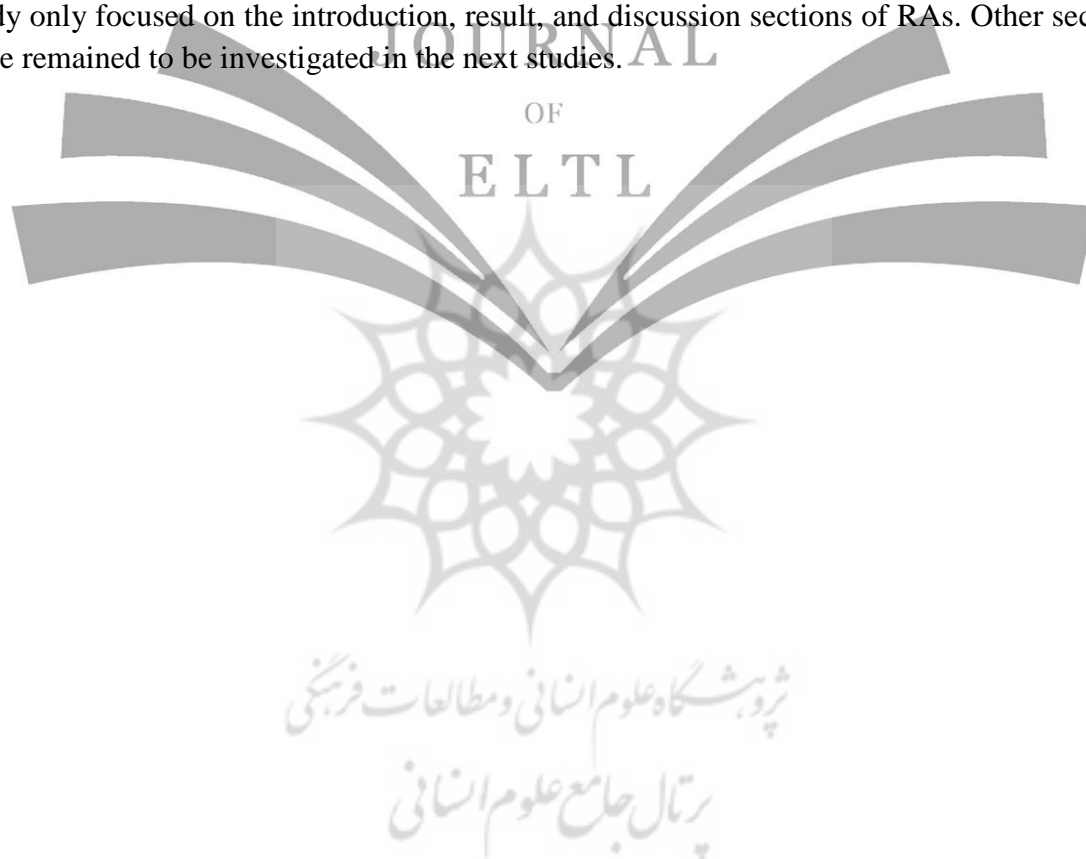 dy only focused on the introduction, result, and discussion sections of RAs. Other sec
e remained to be investigated in the next studies.
JOURNAL
OF
ELTL
پژوهشگاه علوم انسانی و مطالعات فرهنگی
پرتال جامع علوم انسانی